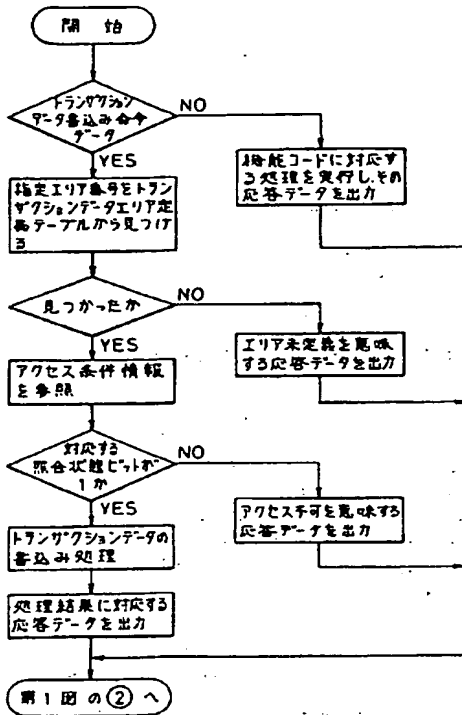 開始
トランザクション
データ書込み命令
データ
NO
YES
機能コードに対応す
る処理を実行し、その
応答データを出力
指定エリア番号をトラン
ザクションデータエリア定
義テーブルから見つけ
る
見つかったか
NO
YES
エリア未定義を意味
する応答データを出力
アクセス条件情報
を参照
対応する
照合状態ビットが
1か
NO
YES
アクセス不可を意味する
応答データを出力
トランザクションデータの
書込み処理
処理結果に対応する
応答データを出力
第1図の②へ